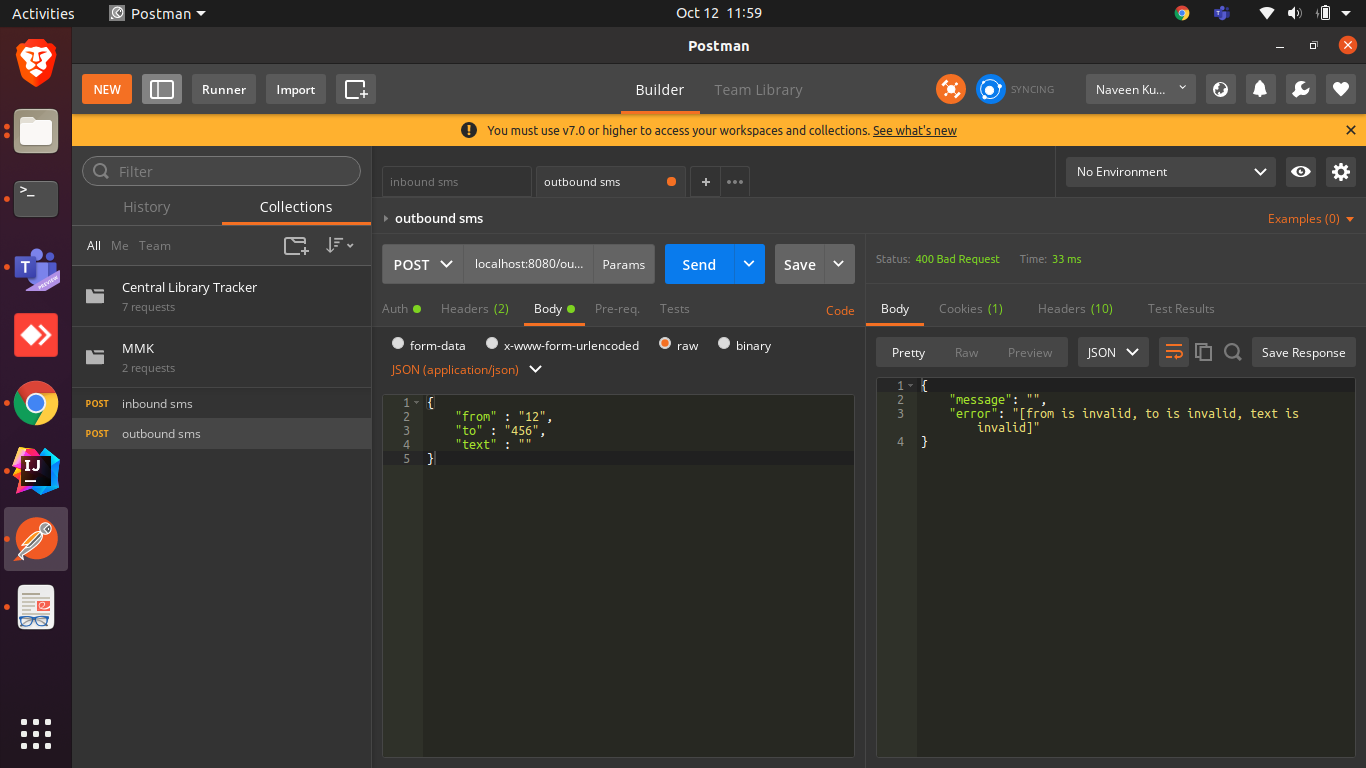 Activities
Postman
Oct 12 11:59
Postman
NEW
Runner
Import
Builder
Team Library
SYNCING
Naveen Ku...
You must use v7.0 or higher to access your workspaces and collections. See what's new
Filter
History
Collections
All Me Team
Central Library Tracker
7 requests
MMK
2 requests
POST inbound sms
POST outbound sms
inbound sms
outbound sms
+
•••
No Environment
outbound sms
Examples (0)
POST
localhost:8080/ou...
Params
Send
Save
Auth
Headers (2)
Body
Pre-req.
Tests
Code
form-data
x-www-form-urlencoded
raw
binary
JSON (application/json)
1 {
2 "from" : "12",
3 "to" : "456",
4 "text" : ""
5 }
Status: 400 Bad Request Time: 33 ms
Body
Cookies (1)
Headers (10)
Test Results
Pretty
Raw
Preview
JSON
Save Response
1 {
2 "message": "",
3 "error": "[from is invalid, to is invalid, text is
invalid]"
4 }
>_
T
PREVIEW
IJ